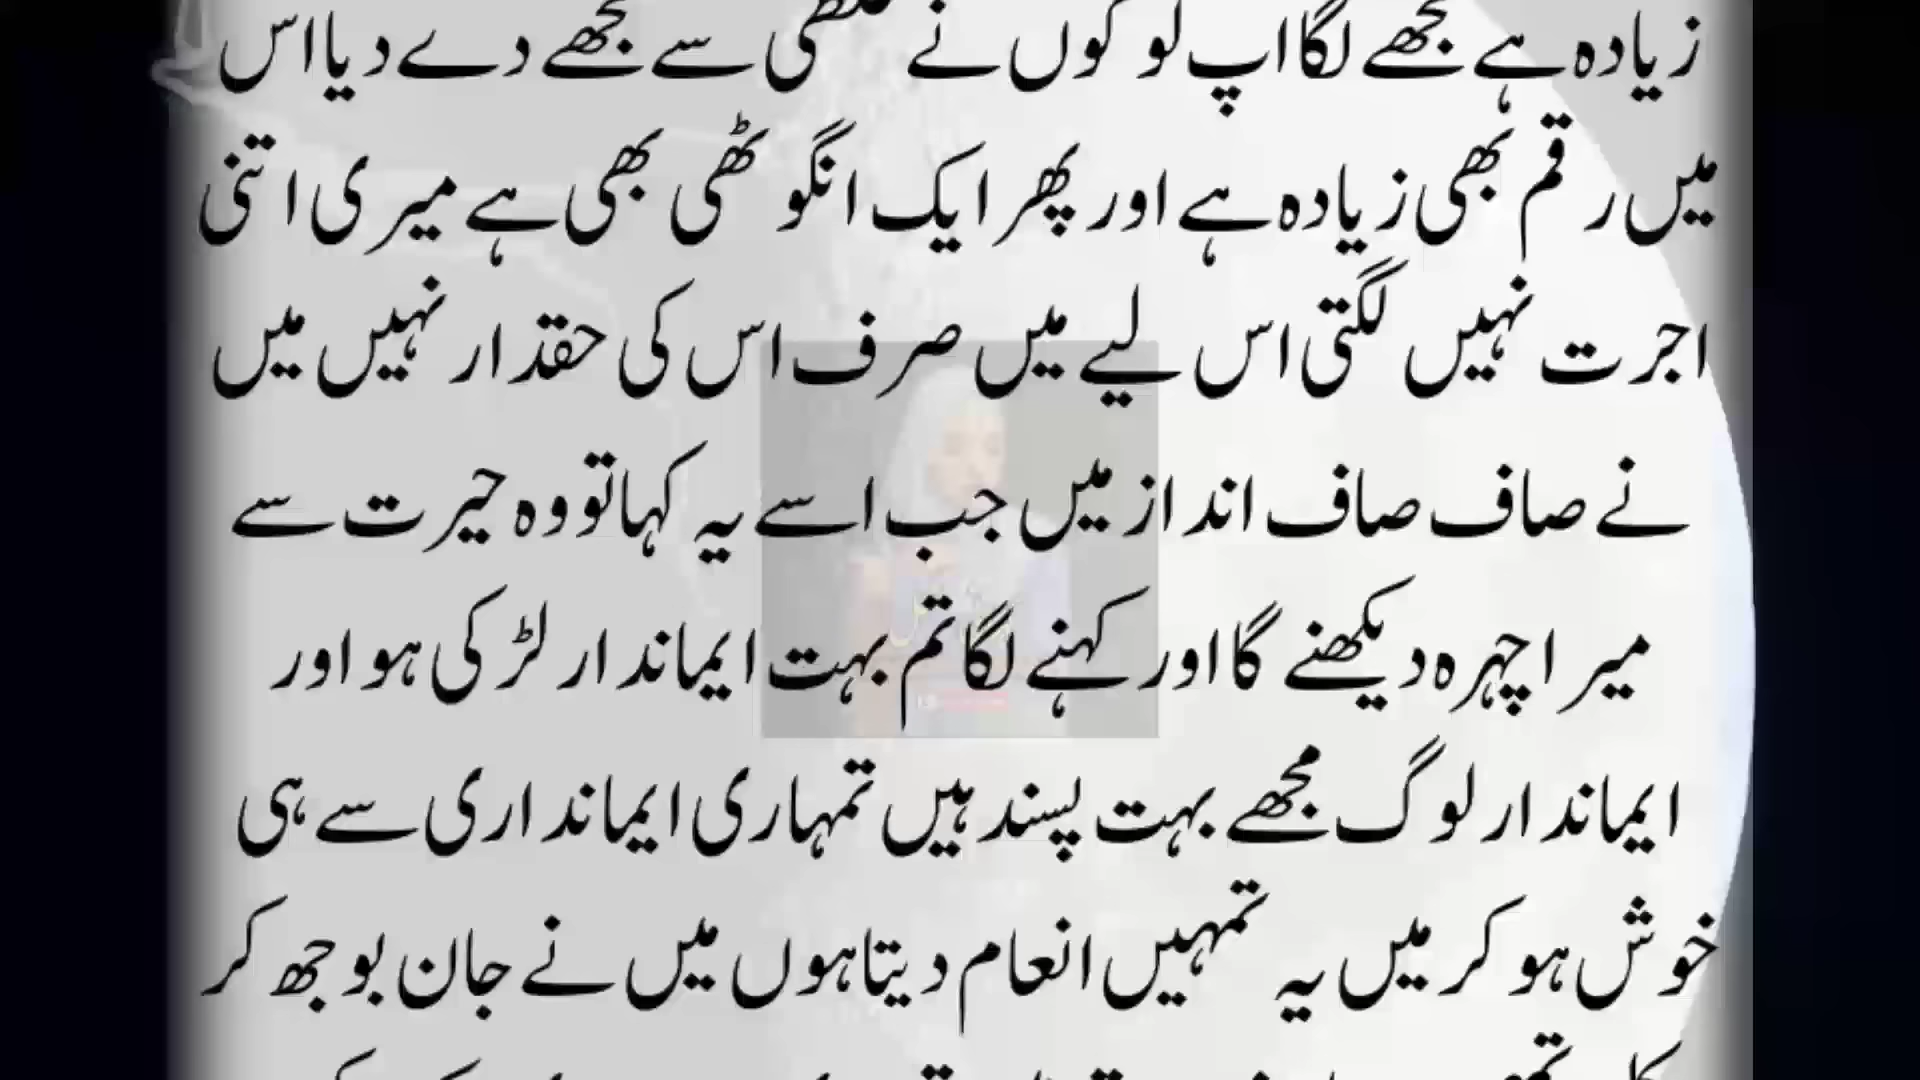 زیادہ ہے مجھے لگا اپ لوگوں نے غلطی سے مجھے دے دیا اس
میں رقم بھی زیادہ ہے اور پھر ایک انگوٹھی بھی ہے میری اتنی
اجرت نہیں لگتی اس لیے میں صرف اس کی حقدار نہیں میں
نے صاف صاف انداز میں جب اسے یہ کہا تو وہ حیرت سے
میرا چہرہ دیکھنے گا اور کہنے لگا تم بہت ایماندار لڑکی ہو اور
ایماندار لوگ مجھے بہت پسند ہیں تمہاری ایمانداری سے ہی
خوش ہو کر میں یہ تمہیں انعام دیتا ہوں میں نے جان بوجھ کر